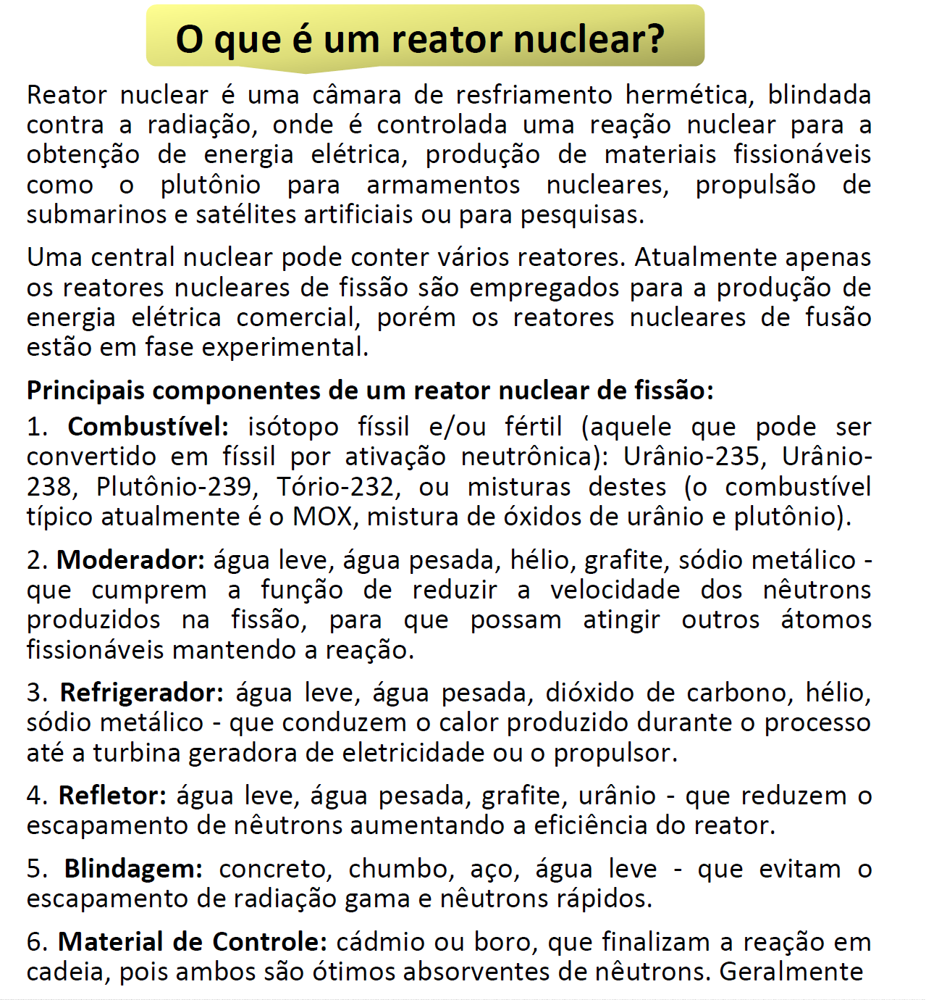 O que é um reator nuclear?
Reator nuclear é uma câmara de resfriamento hermética, blindada
contra a radiação, onde é controlada uma reação nuclear para a
obtenção de energia elétrica, produção de materiais fissionáveis
como o plutônio para armamentos nucleares, propulsão de
submarinos e satélites artificiais ou para pesquisas.
Uma central nuclear pode conter vários reatores. Atualmente apenas
os reatores nucleares de fissão são empregados para a produção de
energia elétrica comercial, porém os reatores nucleares de fusão
estão em fase experimental.
Principais componentes de um reator nuclear de fissão:
1. Combustível: isótopo físsil e/ou fértil (aquele que pode ser
convertido em físsil por ativação neutrônica): Urânio-235, Urânio-
238, Plutônio-239, Tório-232, ou misturas destes (o combustível
típico atualmente é o MOX, mistura de óxidos de urânio e plutônio).
2. Moderador: água leve, água pesada, hélio, grafite, sódio metálico -
que cumprem a função de reduzir a velocidade dos nêutrons
produzidos na fissão, para que possam atingir outros átomos
fissionáveis mantendo a reação.
3. Refrigerador: água leve, água pesada, dióxido de carbono, hélio,
sódio metálico - que conduzem o calor produzido durante o processo
até a turbina geradora de eletricidade ou o propulsor.
4. Refletor: água leve, água pesada, grafite, urânio - que reduzem o
escapamento de nêutrons aumentando a eficiência do reator.
5. Blindagem: concreto, chumbo, aço, água leve - que evitam o
escapamento de radiação gama e nêutrons rápidos.
6. Material de Controle: cádmio ou boro, que finalizam a reação em
cadeia, pois ambos são ótimos absorventes de nêutrons. Geralmente